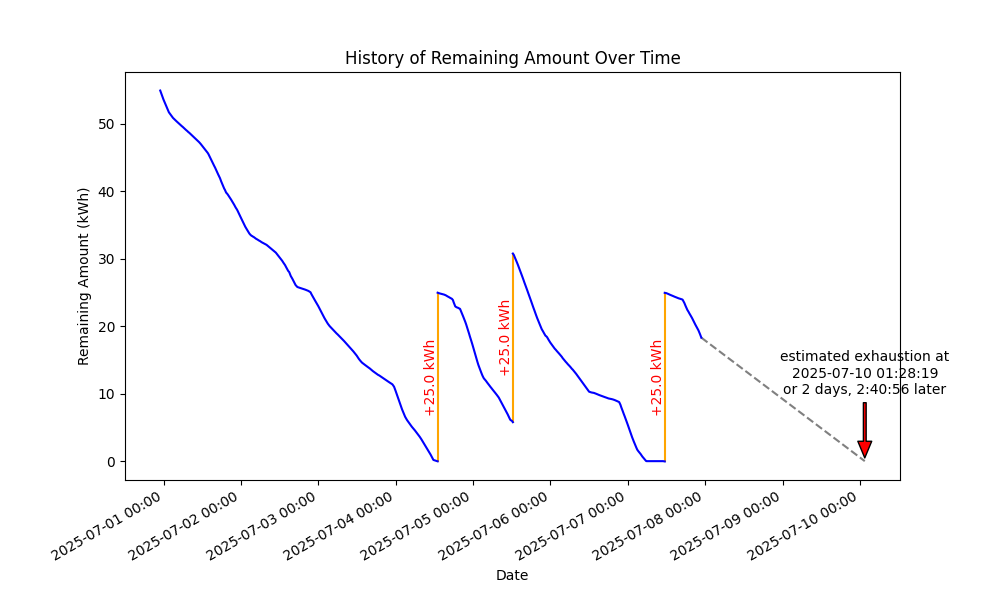 History of Remaining Amount Over Time
Remaining Amount (kWh)
50
40
30
20
10
0
+25.0 kWh
+25.0 kWh
+25.0 kWh
estimated exhaustion at
2025-07-10 01:28:19
or 2 days, 2:40:56 later
2025-07-01 00:00
2025-07-02 00:00
2025-07-03 00:00
2025-07-04 00:00
2025-07-05 00:00
2025-07-06 00:00
2025-07-07 00:00
2025-07-08 00:00
2025-07-09 00:00
2025-07-10 00:00
Date